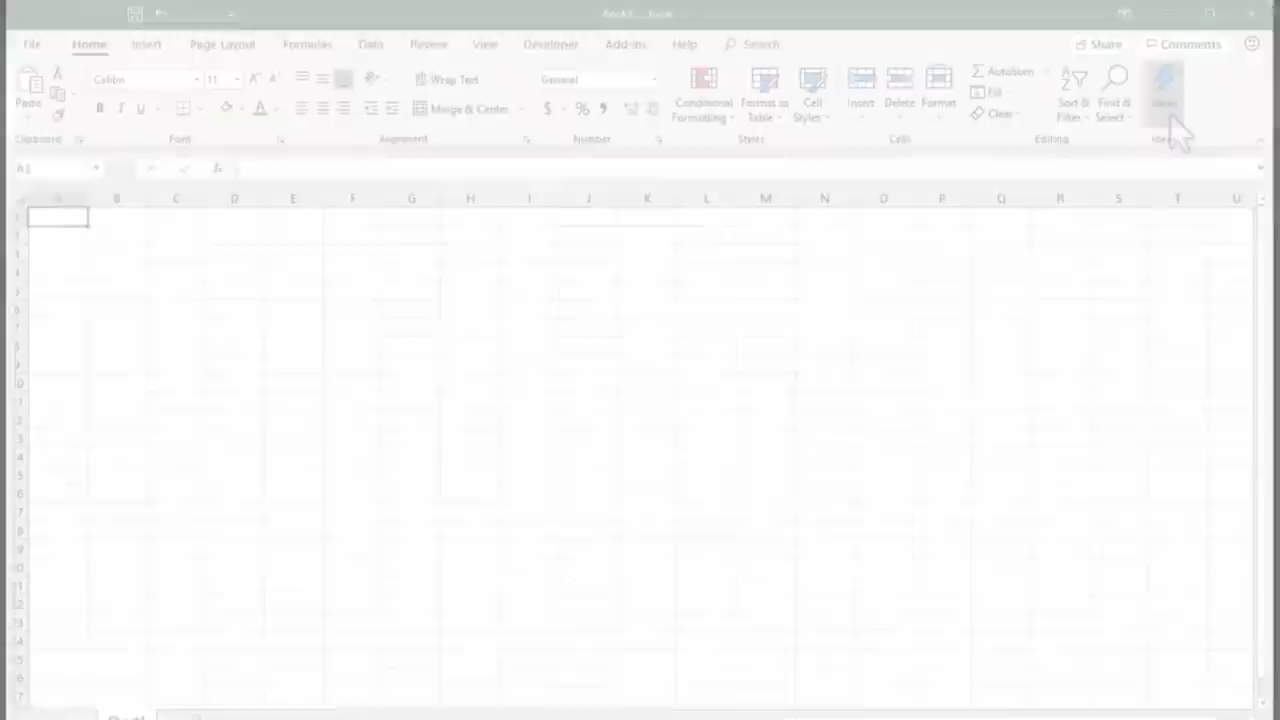 File Home Insert Page Layout Formulas Data Review View Developer Add-ins Help Search Share Comments
Calibri 11 Wrap Text General AutoSum
Paste Conditional Format as Cell Insert Delete Format Fill Sort & Find &
B I U Merge & Center $ % Formatting Table Styles Clear Filter Select
Clipboard Font Alignment Number Styles Cells Editing
A1 fx
A B C D E F G H I J K L M N O P Q R S T U